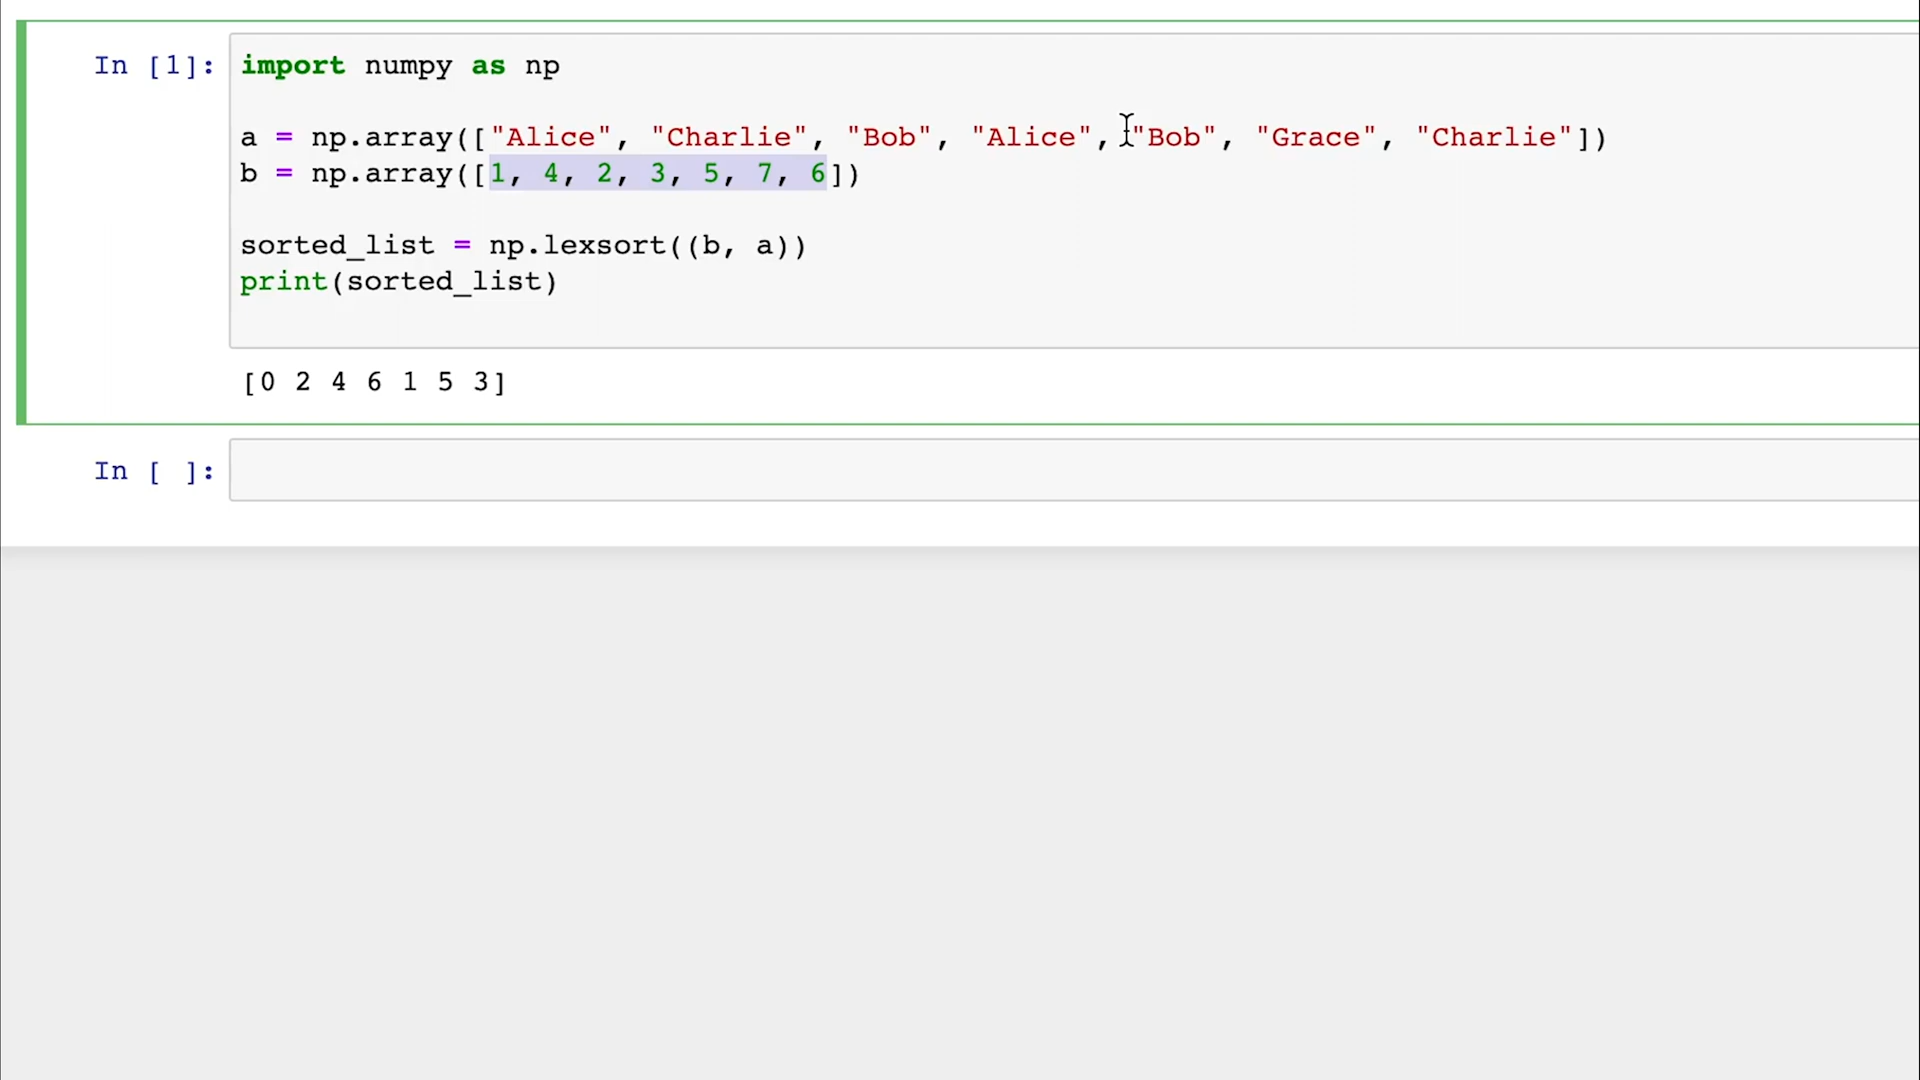 In [1]: import numpy as np
a = np.array(["Alice", "Charlie", "Bob", "Alice", "Bob", "Grace", "Charlie"])
b = np.array([1, 4, 2, 3, 5, 7, 6])
sorted_list = np.lexsort((b, a))
print(sorted_list)
[0 2 4 6 1 5 3]
In [ ]: